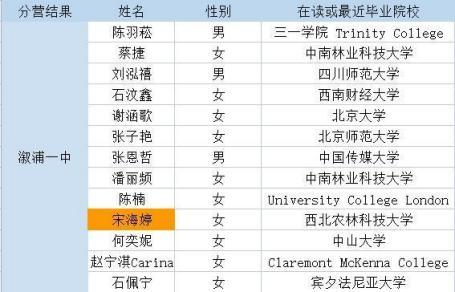 分营结果 姓名 性别 在读或最近毕业院校
陈羽菘 男 三一学院 Trinity College
蔡捷 女 中南林业科技大学
刘泓禧 男 四川师范大学
石汶鑫 女 西南财经大学
谢涵歌 女 北京大学
张子艳 女 北京师范大学
溆浦一中 张恩哲 男 中国传媒大学
潘丽频 女 中南林业科技大学
陈楠 女 University College London
宋海婷 女 西北农林科技大学
何奕妮 女 中山大学
赵宁淇Carina 女 Claremont McKenna College
石佩宁 女 宾夕法尼亚大学